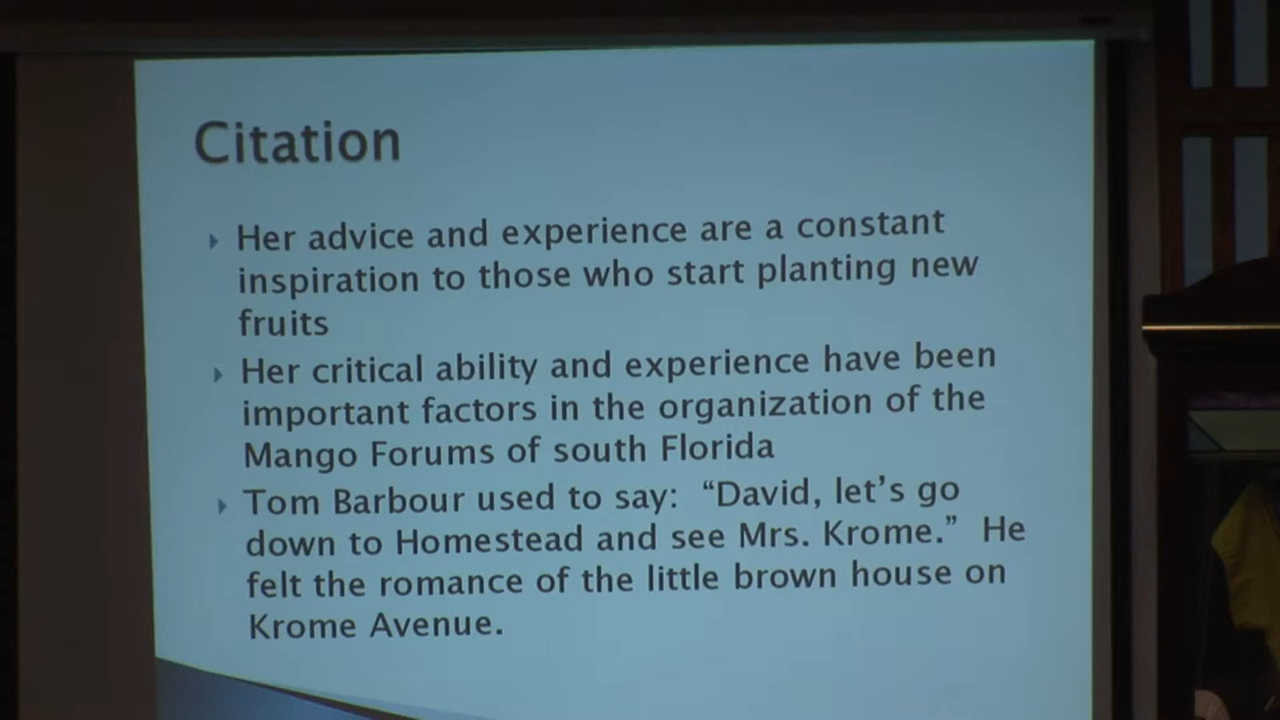 Citation
Her advice and experience are a constant
inspiration to those who start planting new
fruits
Her critical ability and experience have been
important factors in the organization of the
Mango Forums of south Florida
Tom Barbour used to say: “David, let’s go
down to Homestead and see Mrs. Krome.” He
felt the romance of the little brown house on
Krome Avenue.